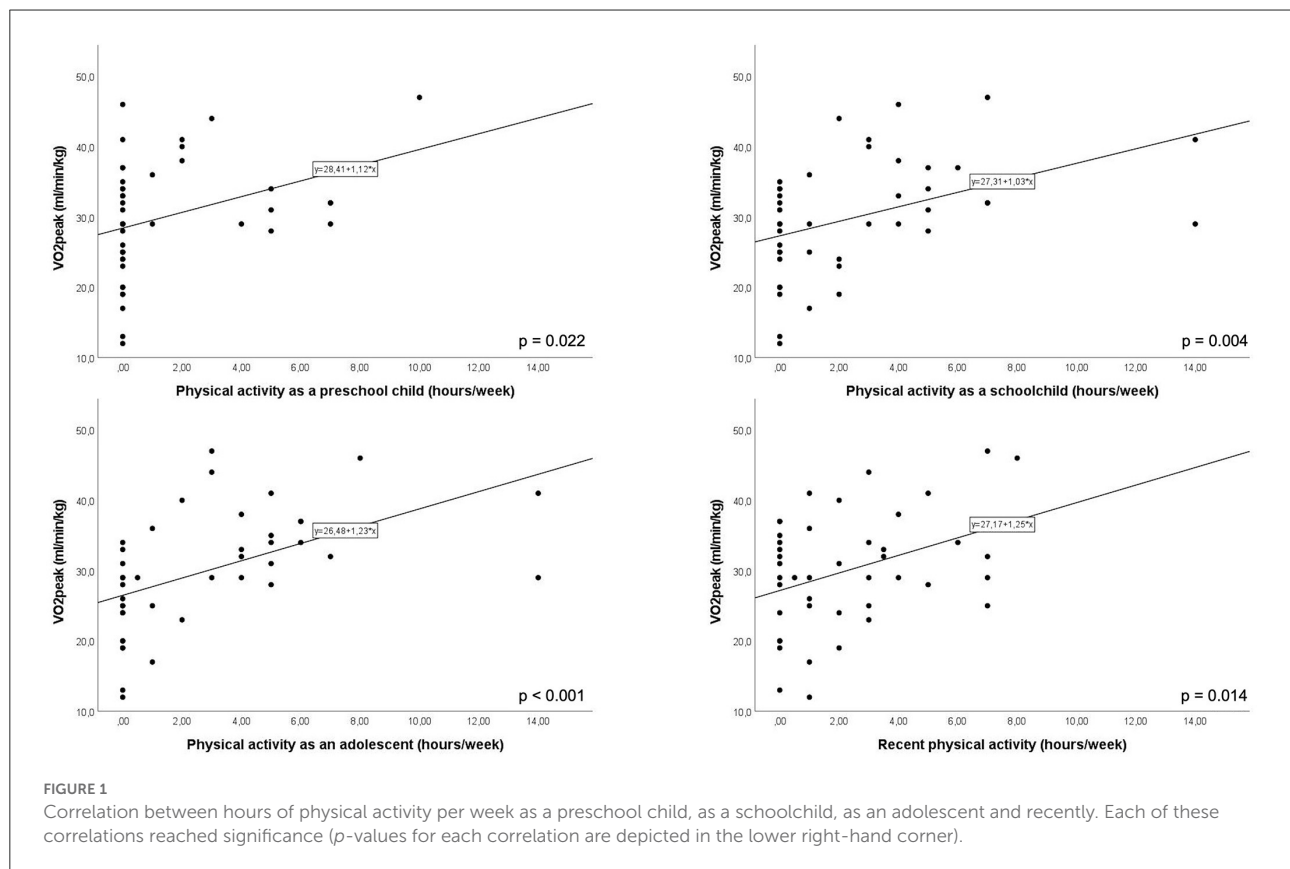 VO2peak (ml/min/kg)
50,0
40,0
30,0
20,0
10,0
y=28,41+1,12*x
p = 0.022
,00 2,00 4,00 6,00 8,00 10,00 12,00 14,00
Physical activity as a preschool child (hours/week)
VO2peak (ml/min/kg)
50,0
40,0
30,0
20,0
10,0
y=27,31+1,03*x
p = 0.004
,00 2,00 4,00 6,00 8,00 10,00 12,00 14,00
Physical activity as a schoolchild (hours/week)
VO2peak (ml/min/kg)
50,0
40,0
30,0
20,0
10,0
y=26,48+1,23*x
p < 0.001
,00 2,00 4,00 6,00 8,00 10,00 12,00 14,00
Physical activity as an adolescent (hours/week)
VO2peak (ml/min/kg)
50,0
40,0
30,0
20,0
10,0
y=27,17+1,25*x
p = 0.014
,00 2,00 4,00 6,00 8,00 10,00 12,00 14,00
Recent physical activity (hours/week)
FIGURE 1
Correlation between hours of physical activity per week as a preschool child, as a schoolchild, as an adolescent and recently. Each of these
correlations reached significance (p-values for each correlation are depicted in the lower right-hand corner).